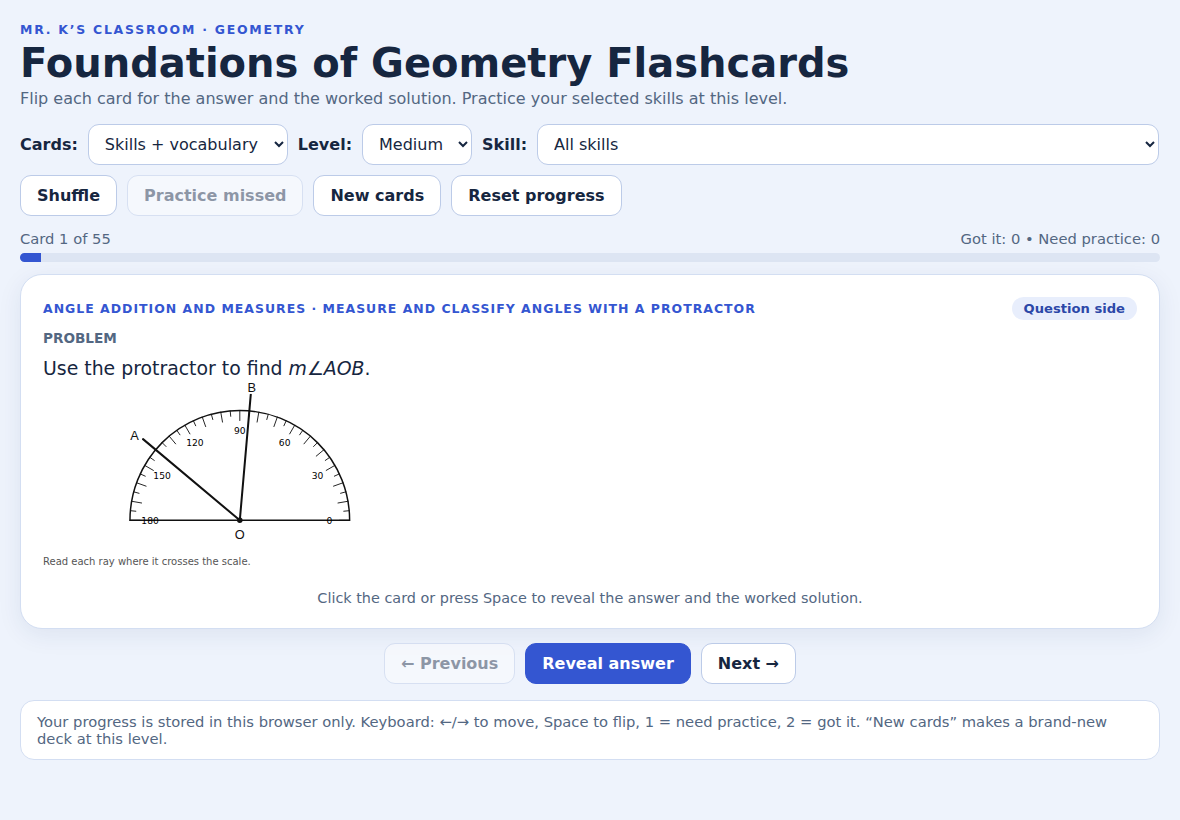 MR. K’S CLASSROOM · GEOMETRY
Foundations of Geometry Flashcards
Flip each card for the answer and the worked solution. Practice your selected skills at this level.
Cards: Skills + vocabulary Level: Medium Skill: All skills
Shuffle Practice missed New cards Reset progress
Card 1 of 55 Got it: 0 • Need practice: 0
ANGLE ADDITION AND MEASURES · MEASURE AND CLASSIFY ANGLES WITH A PROTRACTOR Question side
PROBLEM
Use the protractor to find m∠AOB.
B
90
A 120 60
150 30
180 0
O
Read each ray where it crosses the scale.
Click the card or press Space to reveal the answer and the worked solution.
← Previous Reveal answer Next →
Your progress is stored in this browser only. Keyboard: ←/→ to move, Space to flip, 1 = need practice, 2 = got it. “New cards” makes a brand-new
deck at this level.